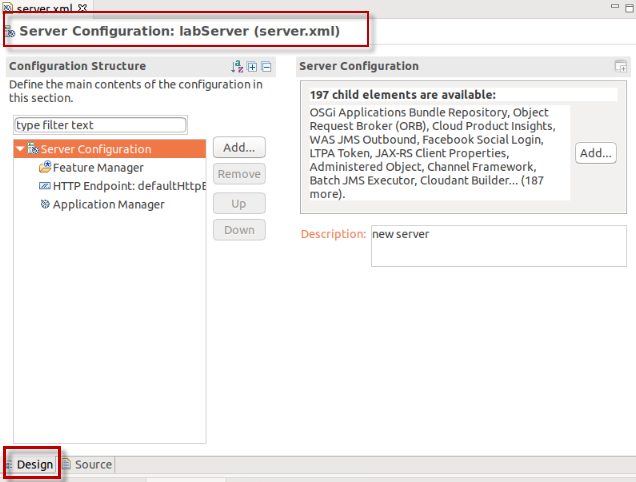 server.xml
Server Configuration: labServer (server.xml)
Configuration Structure
Define the main contents of the configuration in
this section.
type filter text
Server Configuration
Feature Manager
HTTP Endpoint: defaultHttpE
Application Manager
Add...
Remove
Up
Down
Server Configuration
197 child elements are available:
OSGi Applications Bundle Repository, Object
Request Broker (ORB), Cloud Product Insights,
WAS JMS Outbound, Facebook Social Login,
LTPA Token, JAX-RS Client Properties,
Administered Object, Channel Framework,
Batch JMS Executor, Cloudant Builder... (187
more).
Add...
Description:
new server
Design
Source